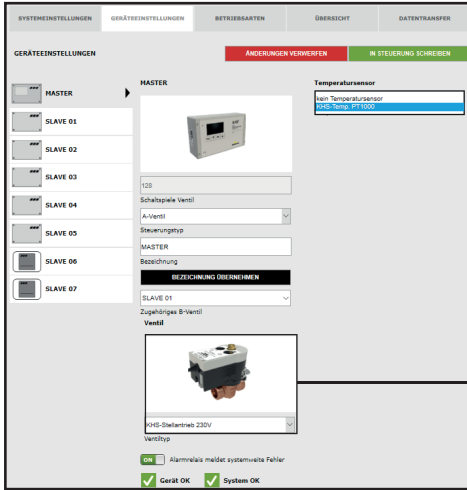 SYSTEMEINSTELLUNGEN GERÄTEEINSTELLUNGEN BETRIEBSARTEN ÜBERSICHT DATENTRANSFER
GERÄTEEINSTELLUNGEN
ÄNDERUNGEN VERWERFEN
IN STEUERUNG SCHREIBEN
MASTER
SLAVE 01
SLAVE 02
SLAVE 03
SLAVE 04
SLAVE 05
SLAVE 06
SLAVE 07
MASTER
128
Schaltspiele Ventil
A-Ventil
Steuerungstyp
MASTER
Bezeichnung
BEZEICHNUNG ÜBERNEHMEN
SLAVE 01
Zugehöriges B-Ventil
Ventil
KHS-Stellantrieb 230V
Ventiltyp
ON Alarmrelais meldet systemweite Fehler
Gerät OK System OK
Temperatursensor
kein Temperatursensor
KHS-Temp. PT1000